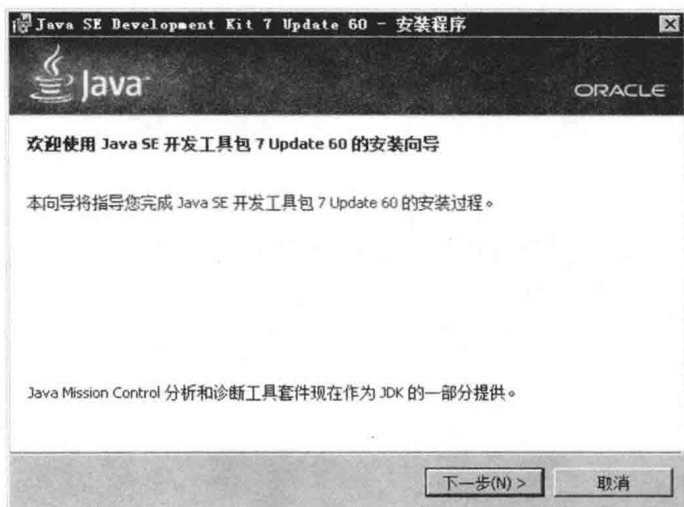 Java SE Development Kit 7 Update 60 - 安装程序
Java
ORACLE
欢迎使用 Java SE 开发工具包 7 Update 60 的安装向导
本向导将指导您完成 Java SE 开发工具包 7 Update 60 的安装过程。
Java Mission Control 分析和诊断工具套件现在作为 JDK 的一部分提供。
下一步(N) >
取消